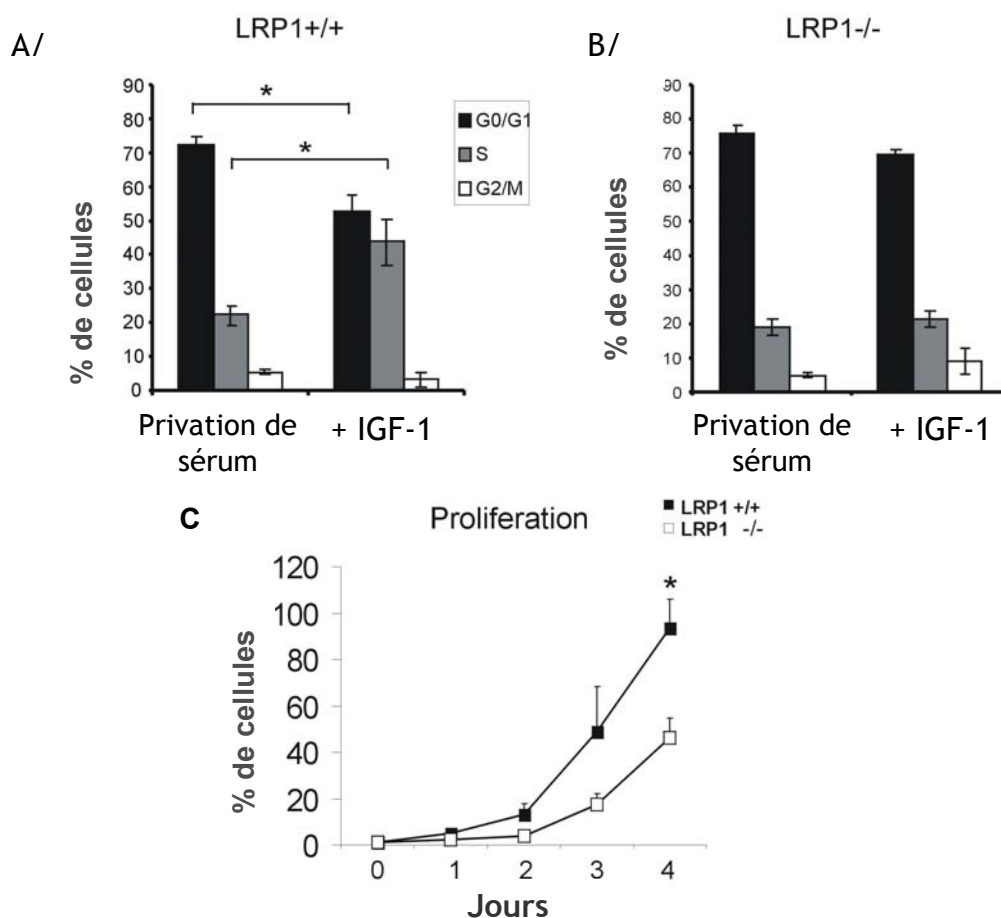 A/
LRP1+/+
B/
LRP1-/-
90
80
70
60
50
40
30
20
10
0
% de cellules
*
*
G0/G1
S
G2/M
Privation de
sérum
+ IGF-1
90
80
70
60
50
40
30
20
10
0
% de cellules
Privation de
sérum
+ IGF-1
C
Proliferation
LRP1 +/+
LRP1 -/-
120
100
80
60
40
20
0
% de cellules
*
0 1 2 3 4
Jours